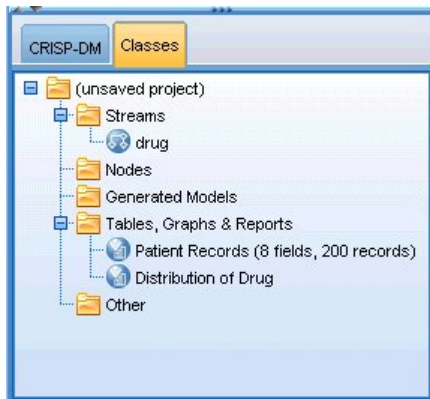 CRISP-DM Classes
(unsaved project)
Streams
drug
Nodes
Generated Models
Tables, Graphs & Reports
Patient Records (8 fields, 200 records)
Distribution of Drug
Other